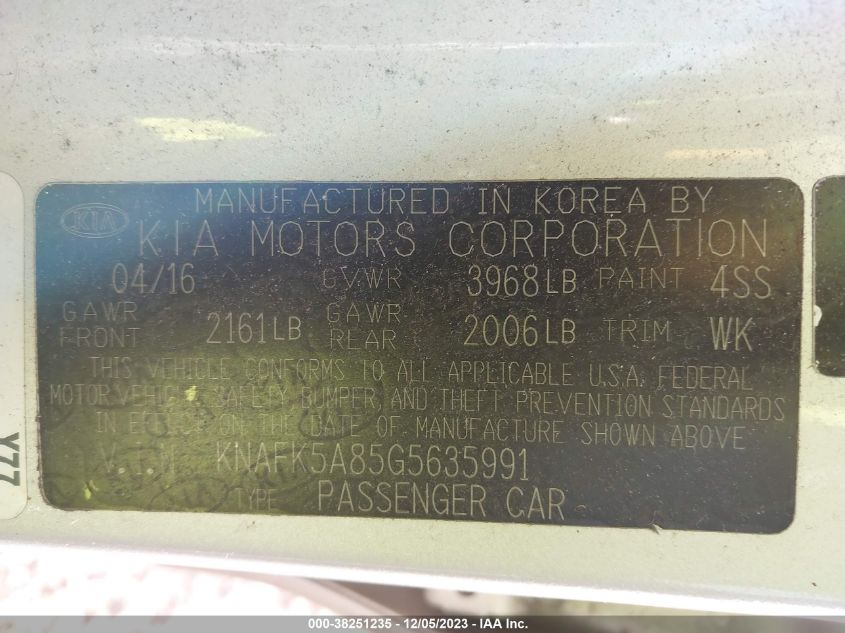 MANUFACTURED IN KOREA BY
KIA KIA MOTORS CORPORATION
04/16 GVWR 3968LB PAINT 4SS
GAWR FRONT 2161LB GAWR REAR 2006LB TRIM WK
THIS VEHICLE CONFORMS TO ALL APPLICABLE U.S.A. FEDERAL
MOTOR VEHICLE SAFETY BUMPER, AND THEFT PREVENTION STANDARDS
IN EFFECT ON THE DATE OF MANUFACTURE SHOWN ABOVE.
V.I.N KNAFK5A85G5635991
TYPE PASSENGER CAR
Y77
000-38251235 - 12/05/2023 - © 2023 IAA, Inc.